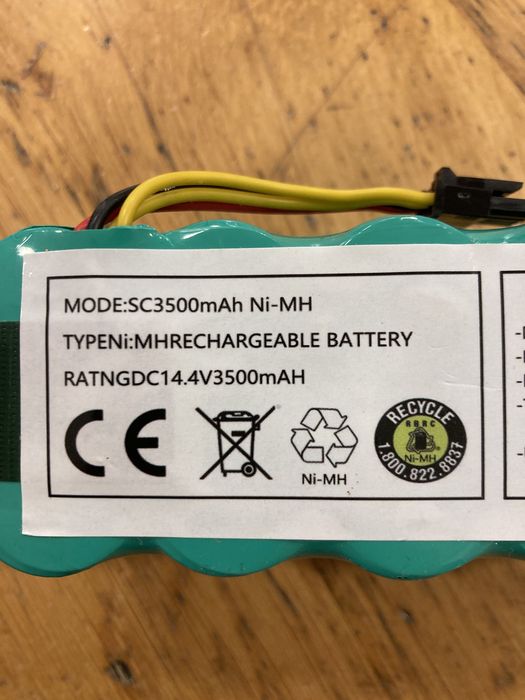 MODE:SC3500mAh Ni-MH
TYPENi:MHRECHARGEABLE BATTERY
RATNGDC14.4V3500mAH
CE
Ni-MH
RECYCLE
RBRC
Ni-MH
1.800.822.8837